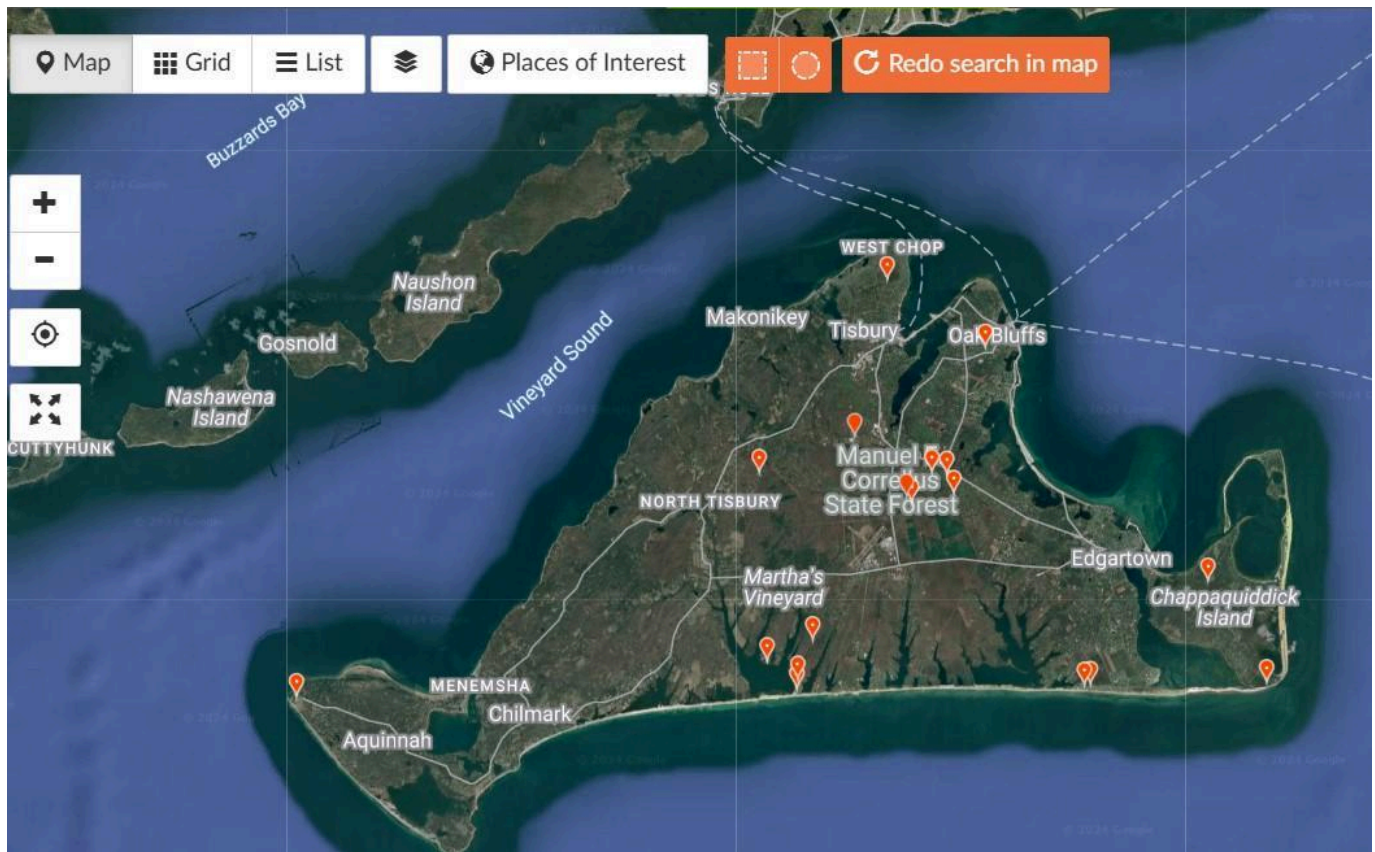 Map
Grid
List
Places of Interest
Redo search in map
Buzzards Bay
WEST CHOP
Naushon
Island
Makonikey
Tisbury
Oak Bluffs
Gosnold
Vineyard Sound
Nashawena
Island
CUTTYHUNK
Manuel F
Correllus
State Forest
NORTH TISBURY
Edgartown
Martha's
Vineyard
Chappaquiddick
Island
MENEMSHA
Chilmark
Aquinnah
© 2024 Google